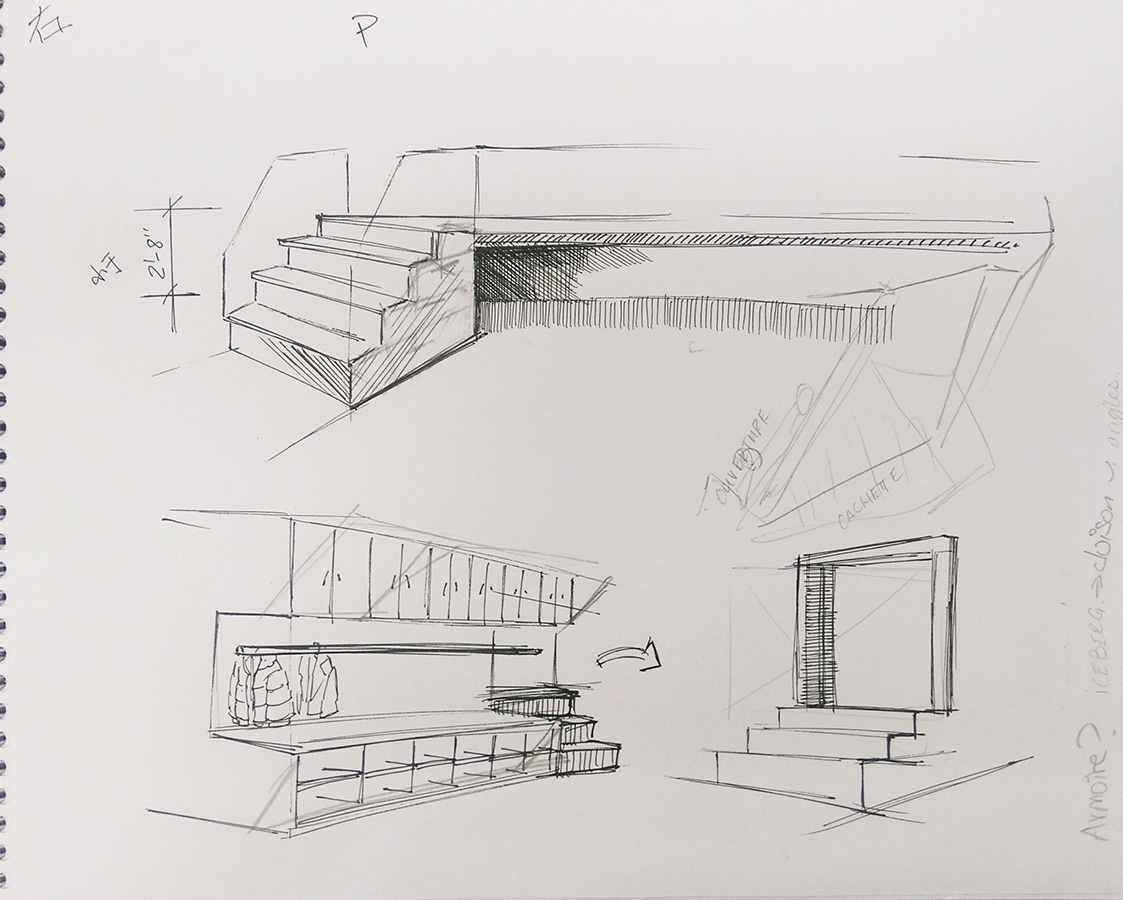 P
2'-8"
OUVERTURE
CACHETTE
Armoire? ICEBERG → cloison
angles.